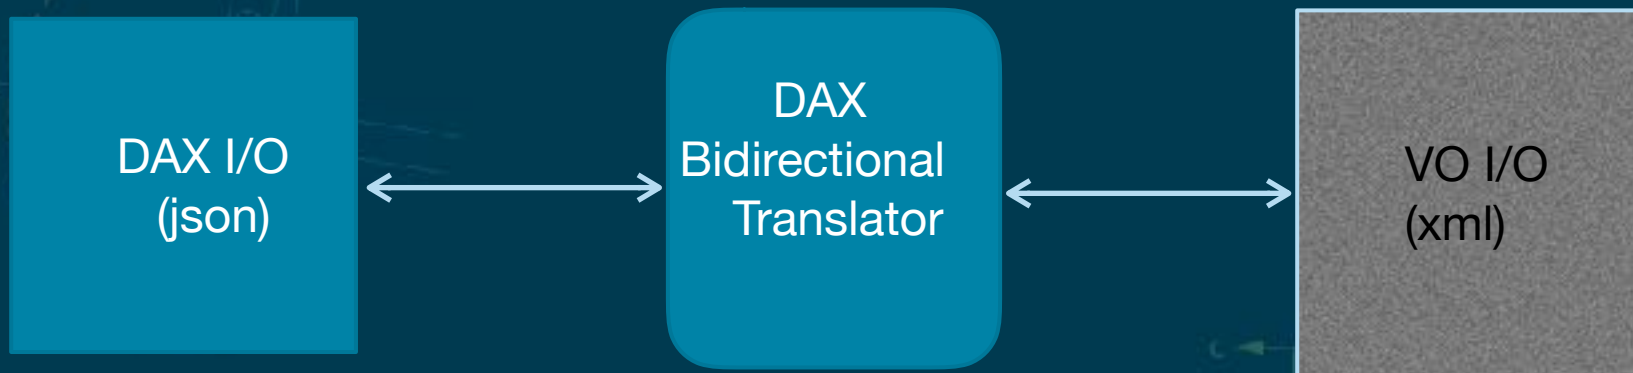 DAX I/O
(json)
DAX
Bidirectional
Translator
VO I/O
(xml)